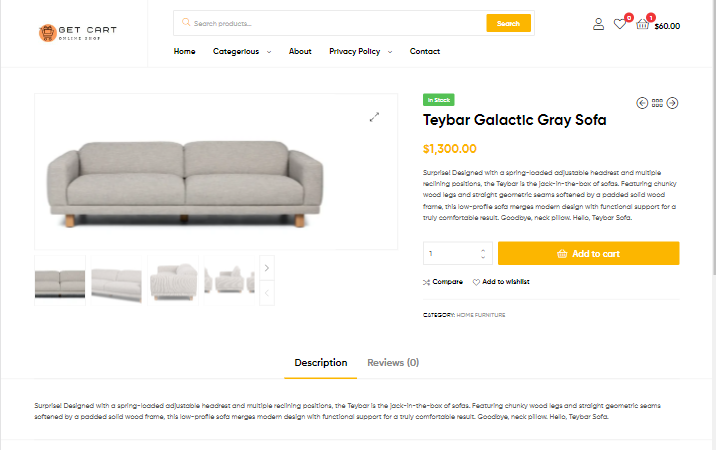 GET CART
ONLINE SHOP
Search products...
Search
0
1
$60.00
Home
Categerious
About
Privacy Policy
Contact
In Stock
Teybar Galactic Gray Sofa
$1,300.00
Surprise! Designed with a spring-loaded adjustable headrest and multiple
reclining positions, the Teybar is the jack-in-the-box of sofas. Featuring chunky
wood legs and straight geometric seams softened by a padded solid wood
frame, this low-profile sofa merges modern design with functional support for a
truly comfortable result. Goodbye, neck pillow. Hello, Teybar Sofa.
1
Add to cart
Compare
Add to wishlist
CATEGORY: HOME FURNITURE
Description
Reviews (0)
Surprise! Designed with a spring-loaded adjustable headrest and multiple reclining positions, the Teybar is the jack-in-the-box of sofas. Featuring chunky wood legs and straight geometric seams
softened by a padded solid wood frame, this low-profile sofa merges modern design with functional support for a truly comfortable result. Goodbye, neck pillow. Hello, Teybar Sofa.